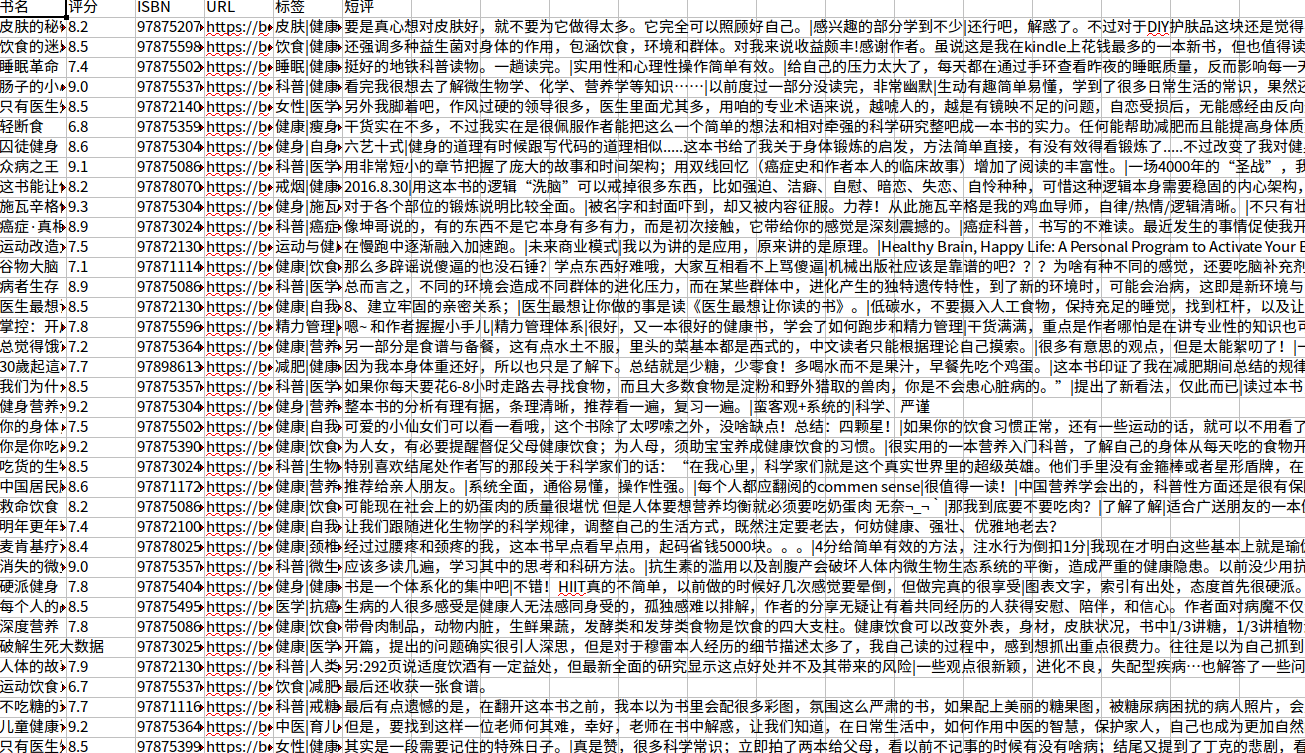 书名 评分 ISBN URL 标签 短评
皮肤的秘 8.2 97875207 https://b 皮肤|健康 要是真心想对皮肤好，就不要为它做得太多。它完全可以照顾好自己。|感兴趣的部分学到不少|还行吧，解惑了。不过对于DIY护肤品这块还是觉得
饮食的迷 8.5 97875598 https://b 饮食|健康 还强调多种益生菌对身体的作用，包涵饮食，环境和群体。对我来说收益颇丰!感谢作者。虽说这是我在kindle上花钱最多的一本新书，但也值得读
睡眠革命 7.4 97875502 https://b 睡眠|健康 挺好的地铁科普读物。一趟读完。|实用性和心理性操作简单有效。|给自己的压力太大了，每天都在通过手环查看昨夜的睡眠质量，反而影响每一天
肠子的小 9.0 97875537 https://b 科普|健康 看完我很想去了解微生物学、化学、营养学等知识……|以前度过一部分没读完，非常幽默|生动有趣简单易懂，学到了很多日常生活的常识，果然还
只有医生 8.5 97872140 https://b 女性|医学 另外我脚着吧，作风过硬的领导很多，医生里面尤其多，用咱的专业术语来说，越唬人的，越是有镜映不足的问题，自恋受损后，无能感经由反向
轻断食 6.8 97875359 https://b 健康|瘦身 干货实在不多，不过我实在是很佩服作者能把这么一个简单的想法和相对牵强的科学研究整吧成一本书的实力。任何能帮助减肥而且能提高身体质
囚徒健身 8.6 97875304 https://b 健身|自身 六艺十式|健身的道理有时候跟写代码的道理相似.....这本书给了我关于身体锻炼的启发，方法简单直接，有没有效得看锻炼了.....不过改变了我对健
众病之王 9.1 97875086 https://b 科普|医学 用非常短小的章节把握了庞大的故事和时间架构；用双线回忆（癌症史和作者本人的临床故事）增加了阅读的丰富性。|一场4000年的“圣战”，我
这书能让 8.2 97878070 https://b 戒烟|健康 2016.8.30|用这本书的逻辑“洗脑”可以戒掉很多东西，比如强迫、洁癖、自慰、暗恋、失恋、自怜种种，可惜这种逻辑本身需要稳固的内心架构，
施瓦辛格 9.3 97875304 https://b 健身|施瓦 对于各个部位的锻炼说明比较全面。|被名字和封面吓到，却又被内容征服。力荐！从此施瓦辛格是我的鸡血导师，自律/热情/逻辑清晰。|不只有壮
癌症·真相 8.9 97873024 https://b 科普|癌症 像坤哥说的，有的东西不是它本身有多有力，而是初次接触，它带给你的感觉是深刻震撼的。|癌症科普，书写的不难读。最近发生的事情促使我开
运动改造 7.5 97872130 https://b 运动与健 在慢跑中逐渐融入加速跑。|未来商业模式|我以为讲的是应用，原来讲的是原理。|Healthy Brain, Happy Life: A Personal Program to Activate Your B
谷物大脑 7.1 97871114 https://b 健康|饮食 那么多辟谣说傻逼的也没石锤？学点东西好难哦，大家互相看不上骂傻逼|机械出版社应该是靠谱的吧？？？为啥有种不同的感觉，还要吃脑补充剂
病者生存 8.9 97875086 https://b 科普|医学 总而言之，不同的环境会造成不同群体的进化压力，而在某些群体中，进化产生的独特遗传特性，到了新的环境时，可能会治病，这即是新环境与
医生最想 8.5 97872130 https://b 健康|自我 8、建立牢固的亲密关系；|医生最想让你做的事是读《医生最想让你读的书》。|低碳水，不要摄入人工食物，保持充足的睡觉，找到杠杆，以及让
掌控：开 7.8 97875596 https://b 精力管理 嗯~ 和作者握握小手儿|精力管理体系|很好，又一本很好的健康书，学会了如何跑步和精力管理|干货满满，重点是作者哪怕是在讲专业性的知识也可
总觉得饿 7.2 97875364 https://b 健康|营养 另一部分是食谱与备餐，这有点水土不服，里头的菜基本都是西式的，中文读者只能根据理论自己摸索。|很多有意思的观点，但是太能絮叨了！|一
30歲起這 7.7 97898613 https://b 减肥|健康 因为我本身体重还好，所以也只是了解下。总结就是少糖，少零食！多喝水而不是果汁，早餐先吃个鸡蛋。|这本书印证了我在减肥期间总结的规律
我们为什 8.5 97875357 https://b 科普|医学 如果你每天要花6-8小时走路去寻找食物，而且大多数食物是淀粉和野外猎取的兽肉，你是不会患心脏病的。”|提出了新看法，仅此而已|读过本书
健身营养 9.2 97875304 https://b 健身|营养 整本书的分析有理有据，条理清晰，推荐看一遍，复习一遍。|蛮客观+系统的|科学、严谨
你的身体 7.5 97875502 https://b 健康|自我 可爱的小仙女们可以看一看哦，这个书除了太啰嗦之外，没啥缺点！总结：四颗星！|如果你的饮食习惯正常，还有一些运动的话，就可以不用看了
你是你吃 9.2 97875390 https://b 健康|饮食 为人女，有必要提醒督促父母健康饮食；为人母，须助宝宝养成健康饮食的习惯。|很实用的一本营养入门科普，了解自己的身体从每天吃的食物开
吃货的生 8.5 97873024 https://b 科普|生物 特别喜欢结尾处作者写的那段关于科学家们的话：“在我心里，科学家们就是这个真实世界里的超级英雄。他们手里没有金箍棒或者星形盾牌，在
中国居民 8.6 97871172 https://b 健康|营养 推荐给亲人朋友。|系统全面，通俗易懂，操作性强。|每个人都应翻阅的commen sense|很值得一读！|中国营养学会出的，科普性方面还是很有保
救命饮食 8.2 97875086 https://b 健康|饮食 可能现在社会上的奶蛋肉的质量很堪忧 但是人体要想营养均衡就必须要吃奶蛋肉 无奈¬_¬｀|那我到底要不要吃肉？|了解了解|适合广送朋友的一本
明年更年 7.4 97872100 https://b 健康|自我 让我们跟随进化生物学的科学规律，调整自己的生活方式，既然注定要老去，何妨健康、强壮、优雅地老去？
麦肯基疗 8.4 97878025 https://b 健康|颈椎 经过过腰疼和颈疼的我，这本书早点看早点用，起码省钱5000块。。。|4分给简单有效的方法，注水行为倒扣1分|我现在才明白这些基本上就是瑜伽
消失的微 9.0 97875357 https://b 科普|微生 应该多读几遍，学习其中的思考和科研方法。|抗生素的滥用以及剖腹产会破坏人体内微生物生态系统的平衡，造成严重的健康隐患。以前没少用抗
硬派健身 7.8 97875404 https://b 健身|健康 书是一个体系化的集中吧|不错！HIIT真的不简单，以前做的时候好几次感觉要晕倒，但做完真的很享受|图表文字，索引有出处，态度首先很硬派。
每个人的 8.5 97875495 https://b 医学|抗癌 生病的人很多感受是健康人无法感同身受的，孤独感难以排解，作者的分享无疑让有着共同经历的人获得安慰、陪伴，和信心。作者面对病魔不仅
深度营养 7.8 97875086 https://b 健康|饮食 带骨肉制品，动物内脏，生鲜果蔬，发酵类和发芽类食物是饮食的四大支柱。健康饮食可以改变外表，身材，皮肤状况，书中1/3讲糖，1/3讲植物
破解生死大数据 97873025 https://b 健康|医学 开篇，提出的问题确实很引人深思，但是对于穆雷本人经历的细节描述太多了，我自己读的过程中，感到想抓出重点很费力。往往是以为自己抓到
人体的故 7.9 97872130 https://b 科普|人类 另:292页说适度饮酒有一定益处，但最新全面的研究显示这点好处并不及其带来的风险|一些观点很新颖，进化不良，失配型疾病…也解答了一些问
运动饮食 6.7 97875537 https://b 饮食|减肥 最后还收获一张食谱。
不吃糖的 7.7 97871116 https://b 科普|戒糖 最后有点遗憾的是，在翻开这本书之前，我本以为书里会配很多彩图，氛围这么严肃的书，如果配上美丽的糖果图，被糖尿病困扰的病人照片，会
儿童健康 9.2 97875364 https://b 中医|育儿 但是，要找到这样一位老师何其难，幸好，老师在书中解惑，让我们知道，在日常生活中，如何作用中医的智慧，保护家人，自己也成为更加自然
只有医生 8.5 97875399 https://b 女性|健康 其实是一段需要记住的特殊日子。|真是赞，很多科学常识；立即拍了两本给父母，看以前不记事的时候有没有啥病；结尾又提到了丁克的悲剧，现